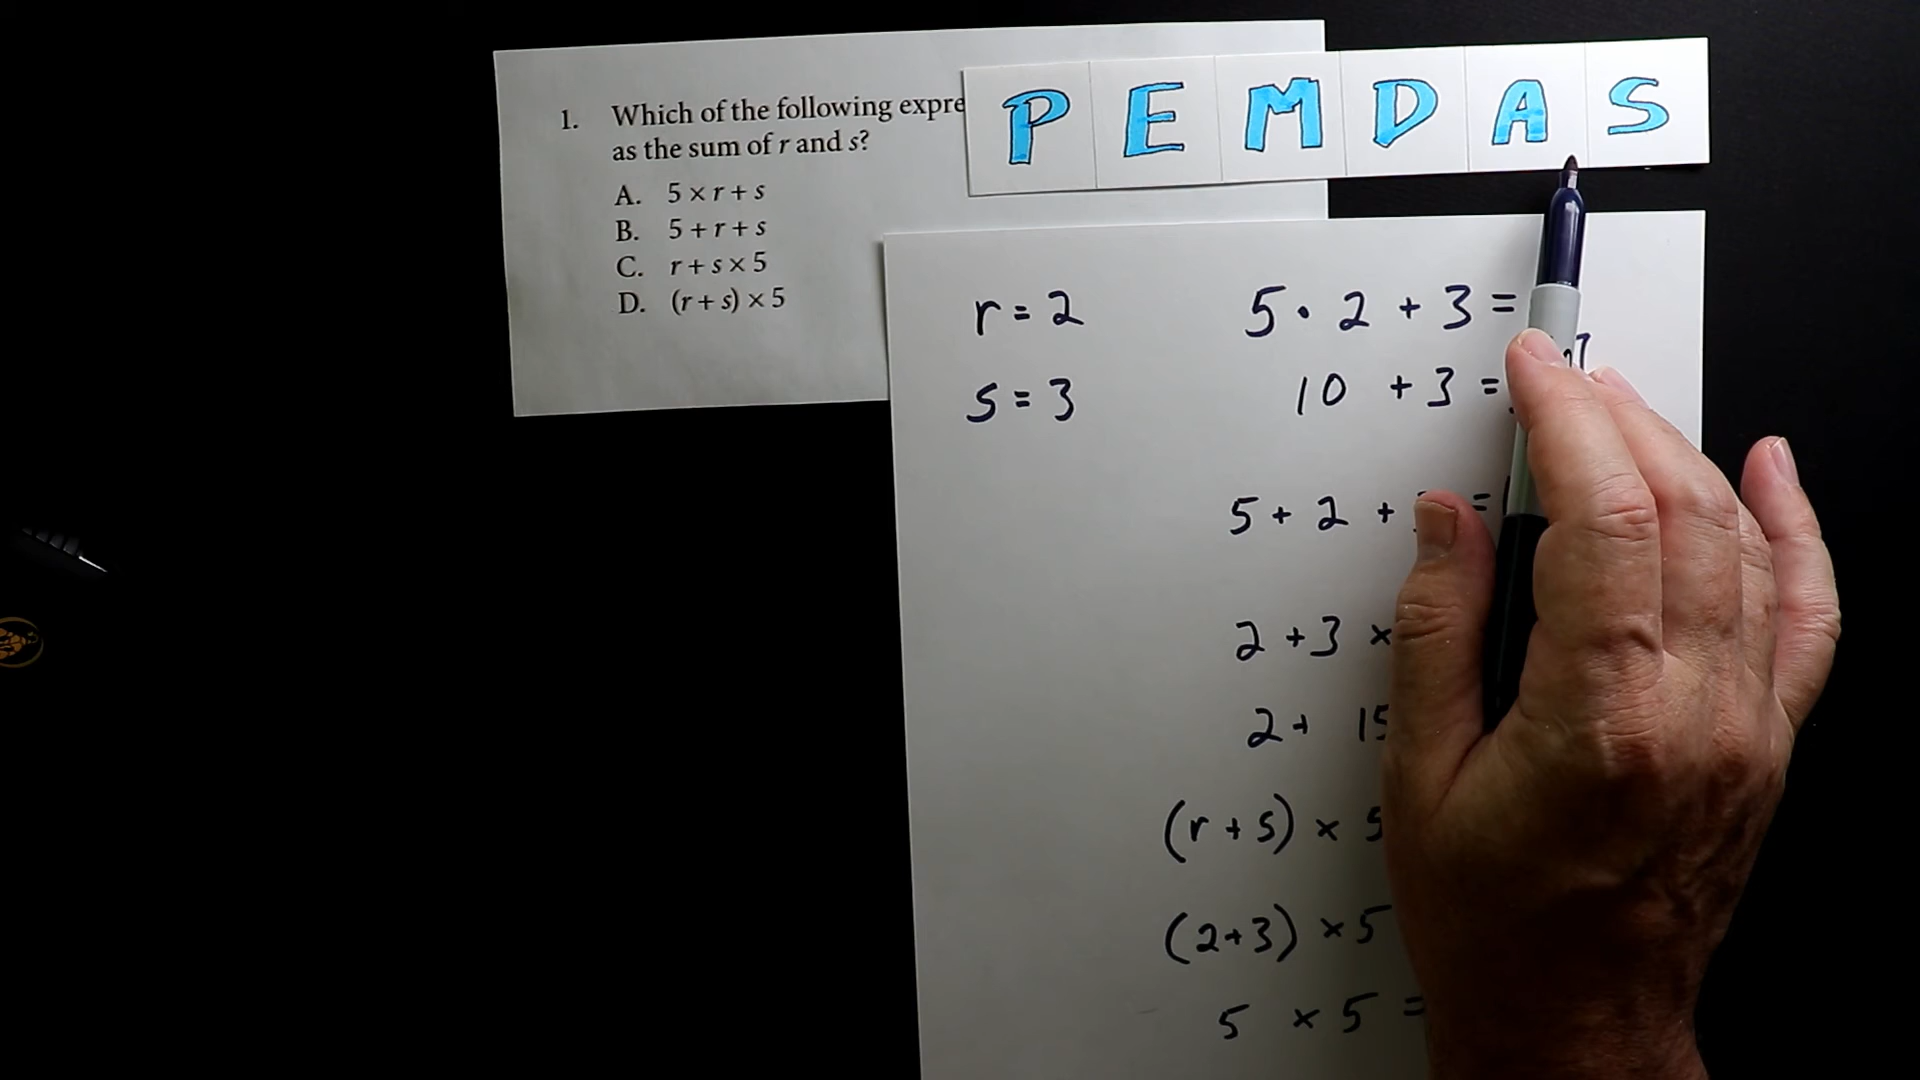 1. Which of the following expre
as the sum of r and s?
A. 5 × r + s
B. 5 + r + s
C. r + s × 5
D. (r + s) × 5
P E M D A S
r = 2
s = 3
5 · 2 + 3 =
10 + 3 =
5 + 2 + =
2 + 3 ×
2 + 15
(r + s) × 5
(2+3) × 5
5 × 5 =